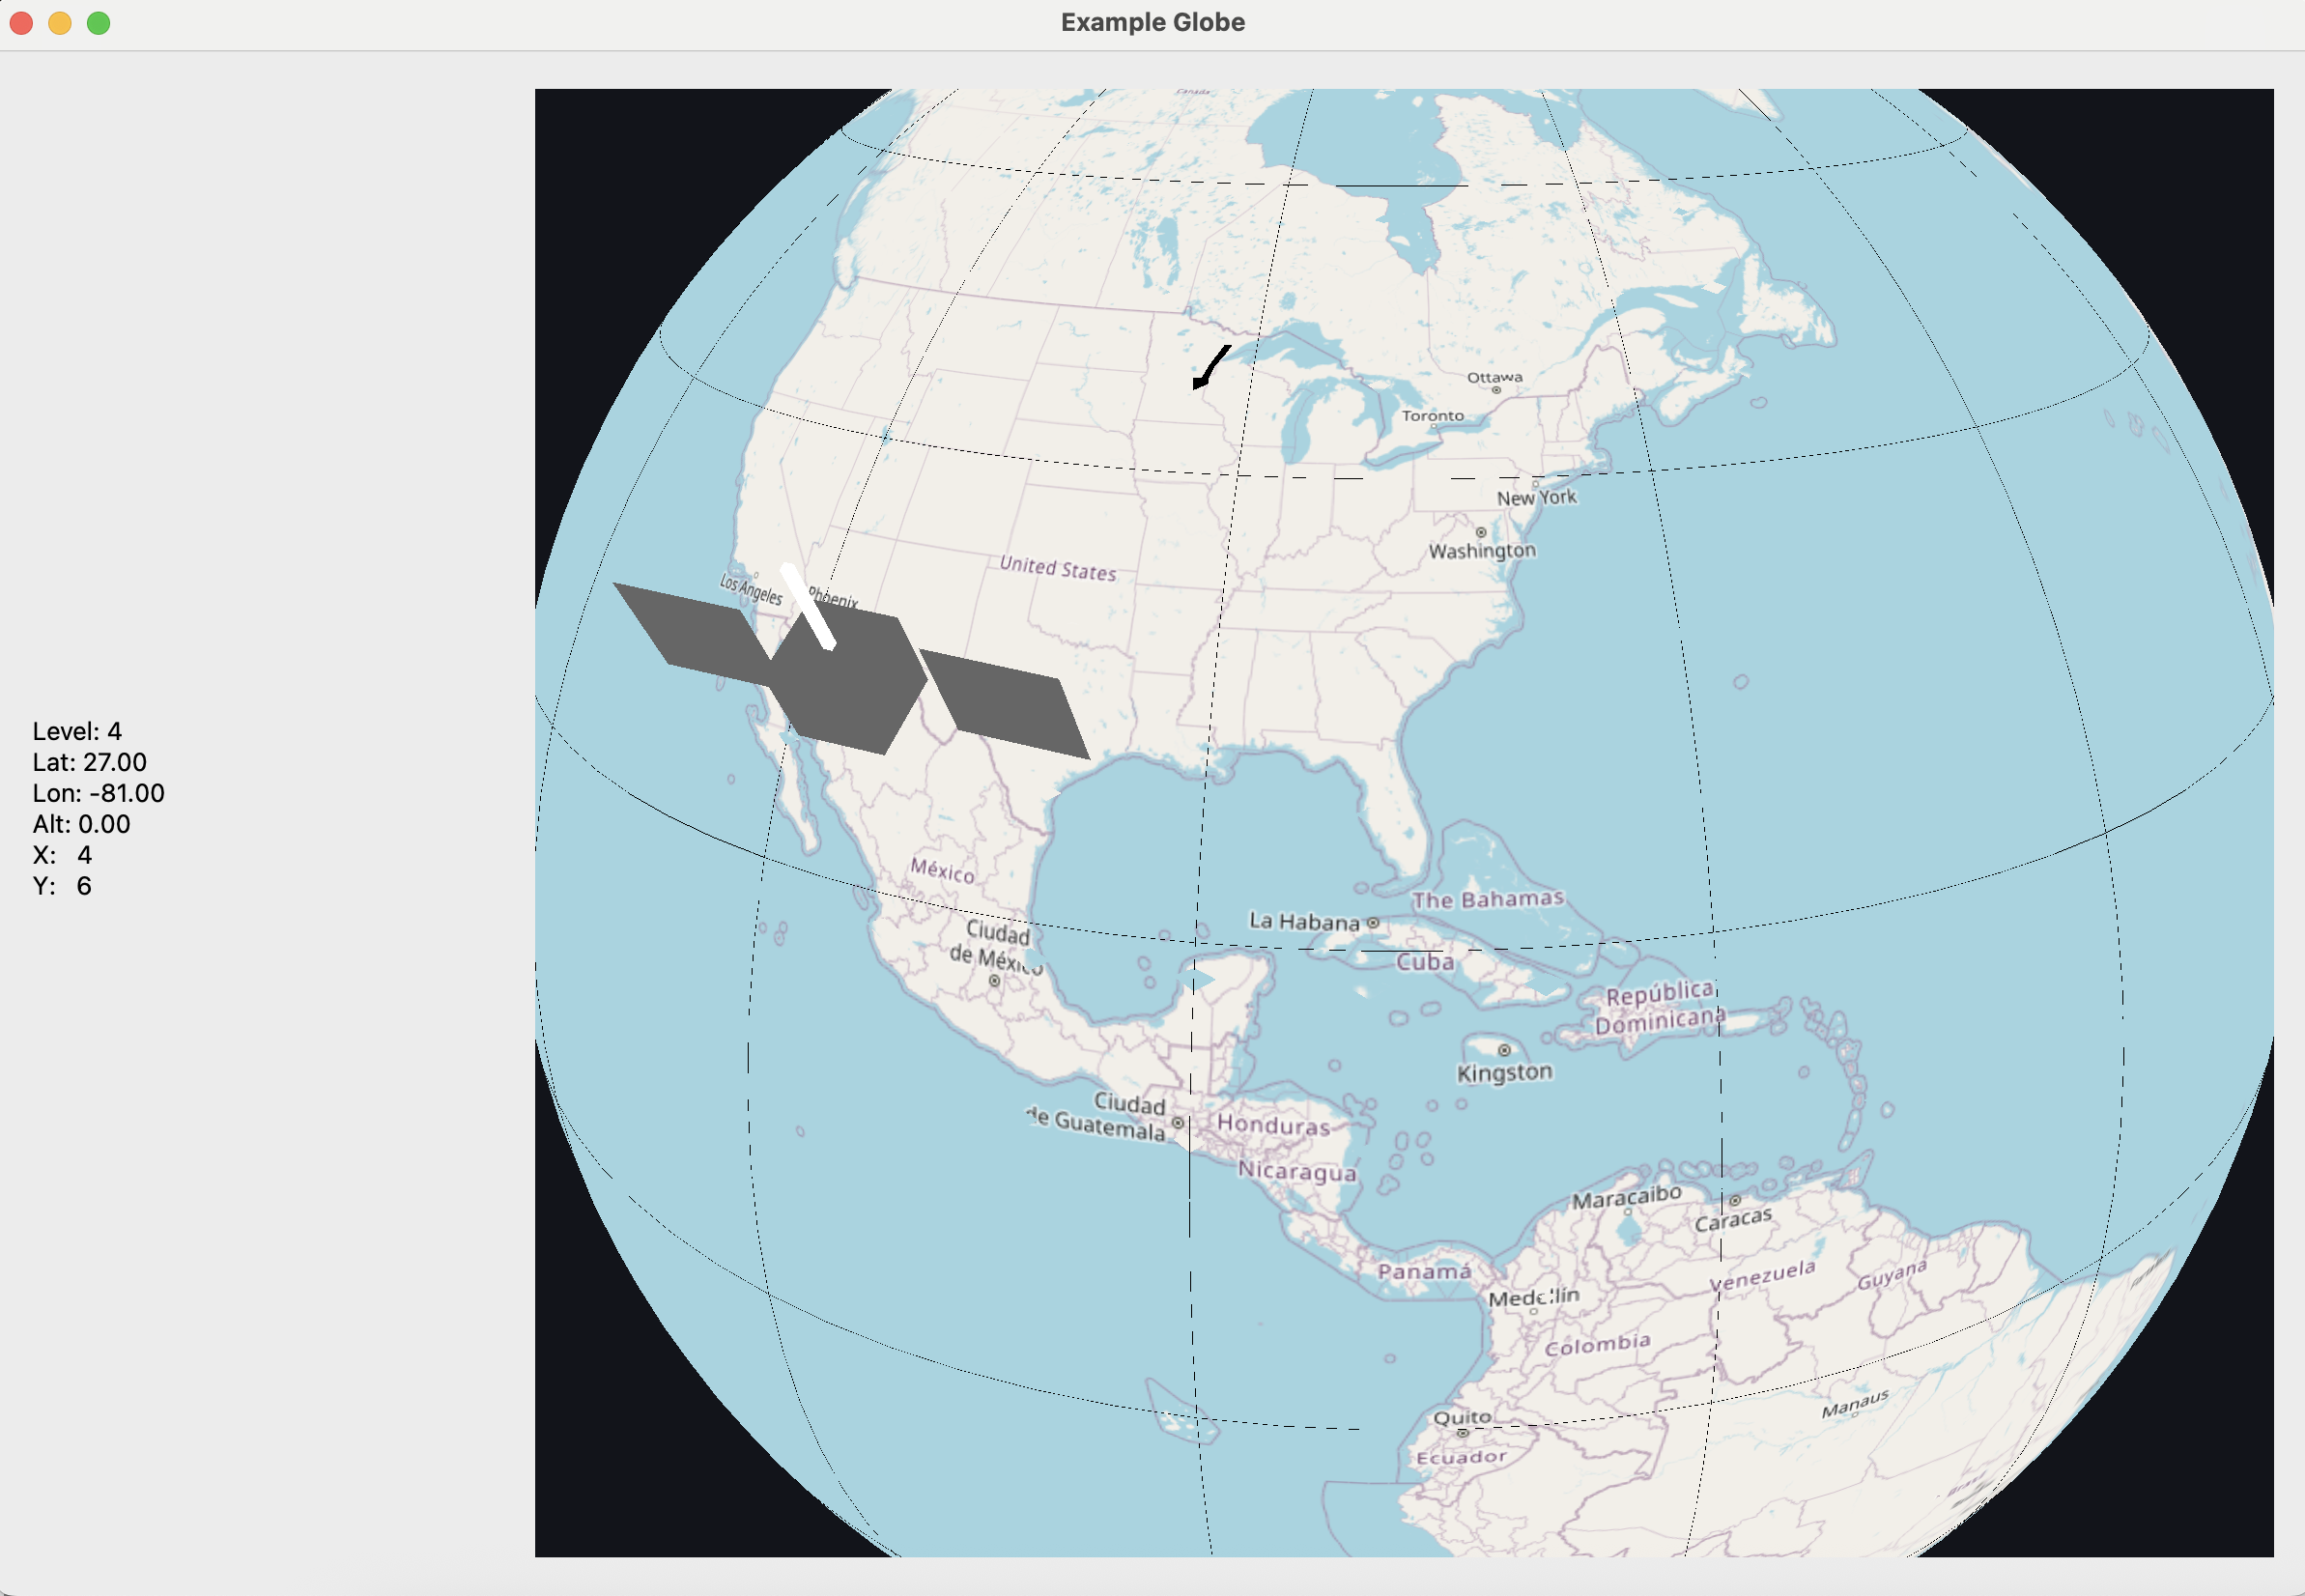 Example Globe
Level: 4
Lat: 27.00
Lon: -81.00
Alt: 0.00
X: 4
Y: 6
Canada
Ottawa
Toronto
New York
Washington
United States
Los Angeles
Phoenix
México
The Bahamas
La Habana
Ciudad
de México
Cuba
República
Dominicana
Kingston
Ciudad
de Guatemala
Honduras
Nicaragua
Maracaibo
Caracas
Panamá
Venezuela
Guyana
Medellín
Colombia
Manaus
Quito
Ecuador